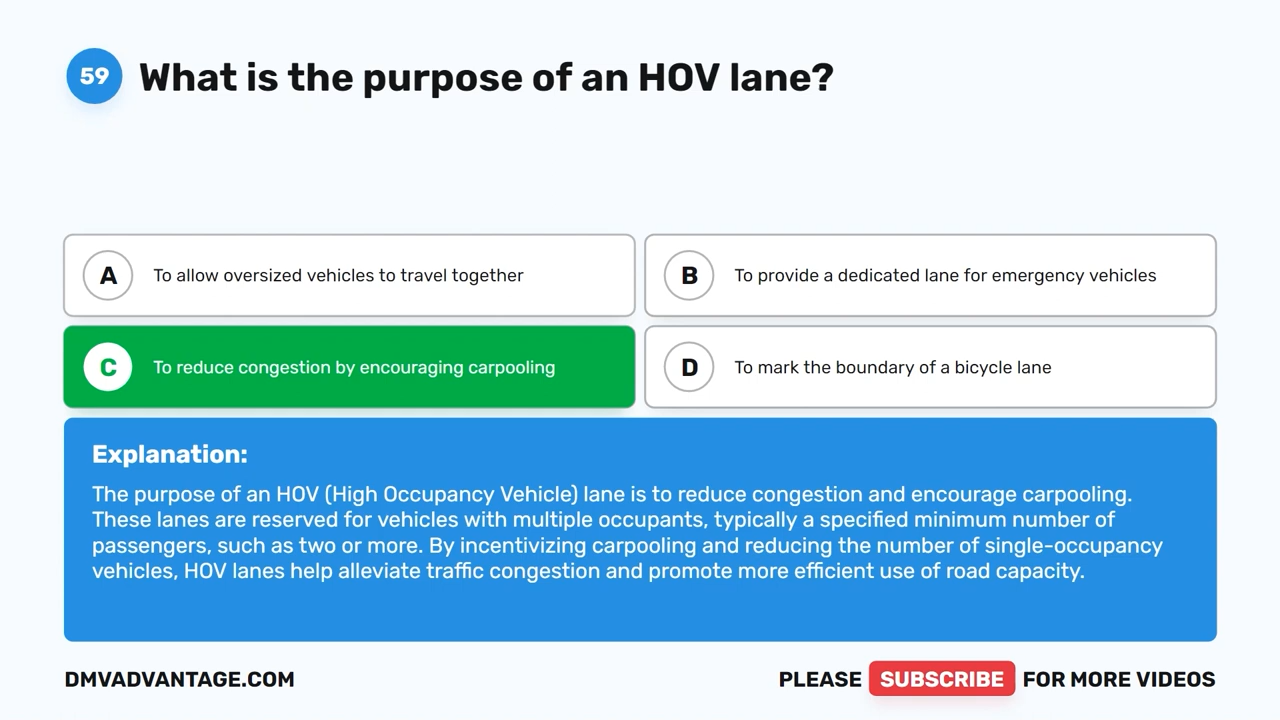 59 What is the purpose of an HOV lane?
A To allow oversized vehicles to travel together
B To provide a dedicated lane for emergency vehicles
C To reduce congestion by encouraging carpooling
D To mark the boundary of a bicycle lane
Explanation:
The purpose of an HOV (High Occupancy Vehicle) lane is to reduce congestion and encourage carpooling.
These lanes are reserved for vehicles with multiple occupants, typically a specified minimum number of
passengers, such as two or more. By incentivizing carpooling and reducing the number of single-occupancy
vehicles, HOV lanes help alleviate traffic congestion and promote more efficient use of road capacity.
DMVADVANTAGE.COM
PLEASE SUBSCRIBE FOR MORE VIDEOS